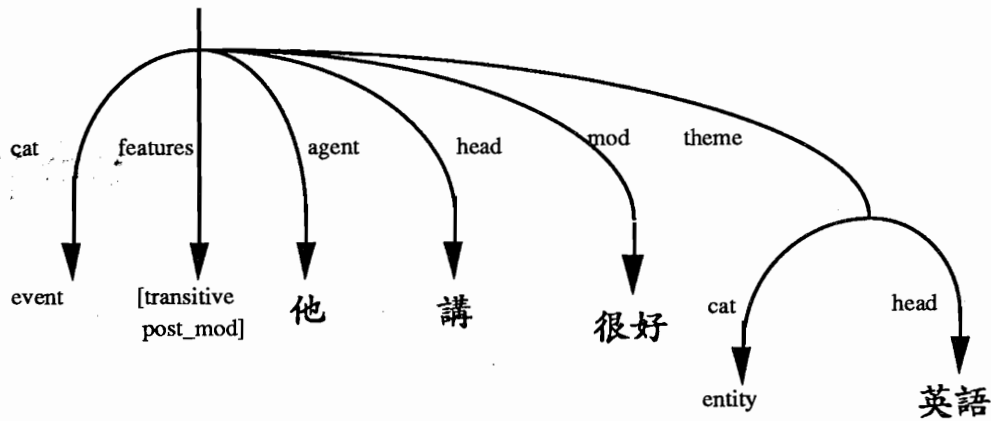 cat features agent head mod theme
event [transitive 他 講 很好 cat head
post_mod]
entity 英語